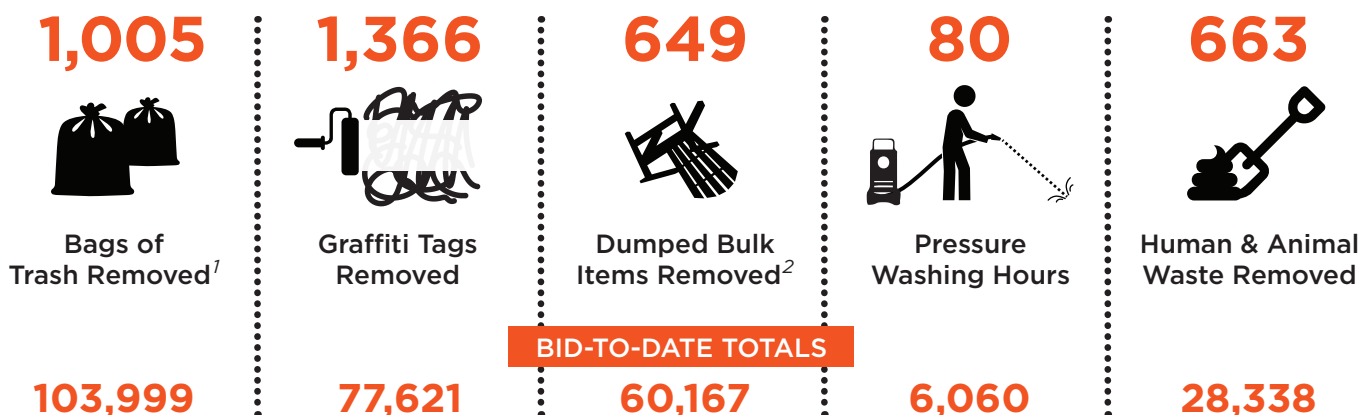 1,005
1,366
649
80
663
Bags of
Trash Removed1
Graffiti Tags
Removed
Dumped Bulk
Items Removed2
Pressure
Washing Hours
Human & Animal
Waste Removed
BID-TO-DATE TOTALS
103,999
77,621
60,167
6,060
28,338